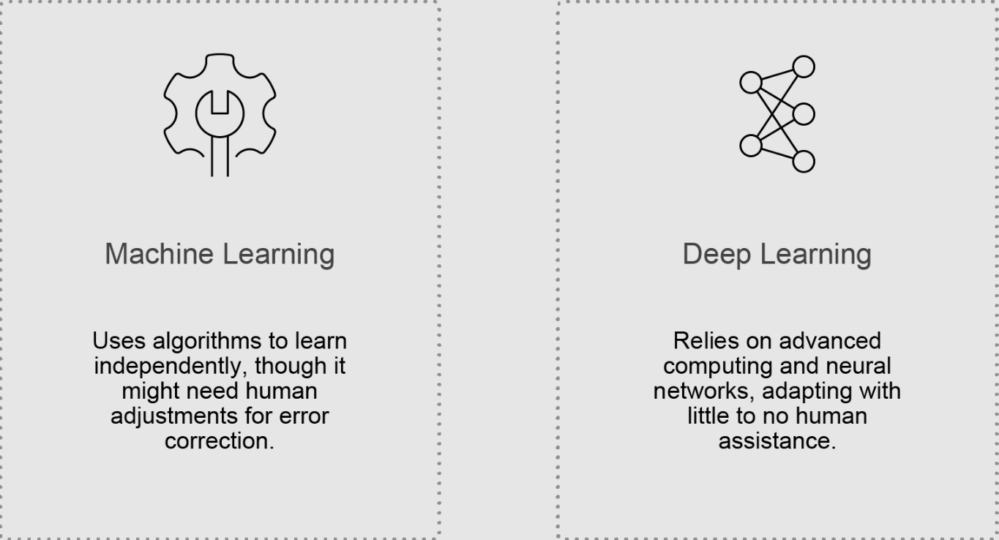 Machine Learning
Uses algorithms to learn
independently, though it
might need human
adjustments for error
correction.
Deep Learning
Relies on advanced
computing and neural
networks, adapting with
little to no human
assistance.